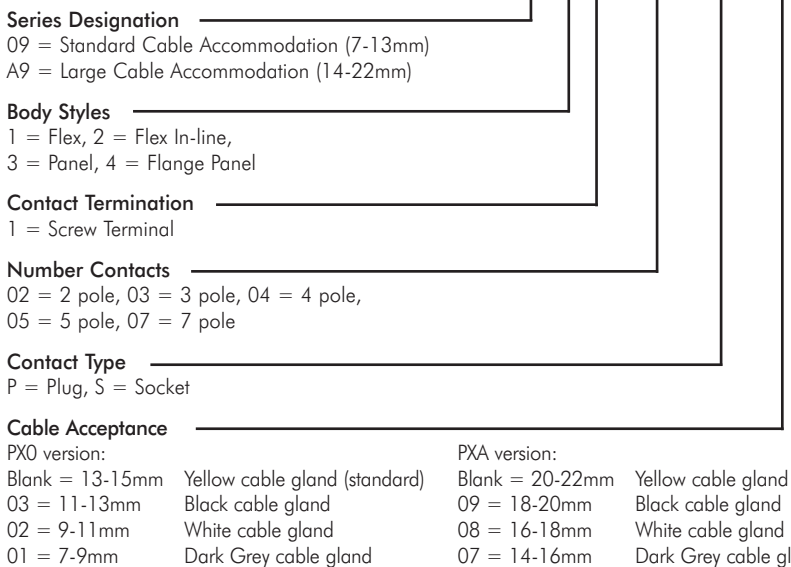 Series Designation
09 = Standard Cable Accommodation (7-13mm)
A9 = Large Cable Accommodation (14-22mm)
Body Styles
1 = Flex, 2 = Flex In-line,
3 = Panel, 4 = Flange Panel
Contact Termination
1 = Screw Terminal
Number Contacts
02 = 2 pole, 03 = 3 pole, 04 = 4 pole,
05 = 5 pole, 07 = 7 pole
Contact Type
P = Plug, S = Socket
Cable Acceptance
PX0 version:
Blank = 13-15mm Yellow cable gland (standard)
03 = 11-13mm Black cable gland
02 = 9-11mm White cable gland
01 = 7-9mm Dark Grey cable gland
PXA version:
Blank = 20-22mm Yellow cable gland
09 = 18-20mm Black cable gland
08 = 16-18mm White cable gland
07 = 14-16mm Dark Grey cable